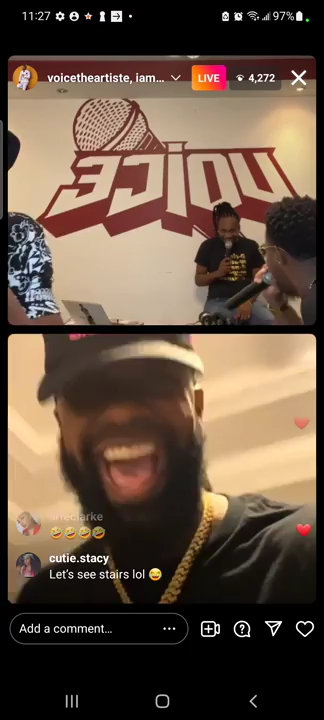 11:27
97%
voicetheartiste, iam...
LIVE
4,272
voice
🤣🤣🤣🤣
cutie.stacy
Let's see stairs lol 😅
Add a comment...